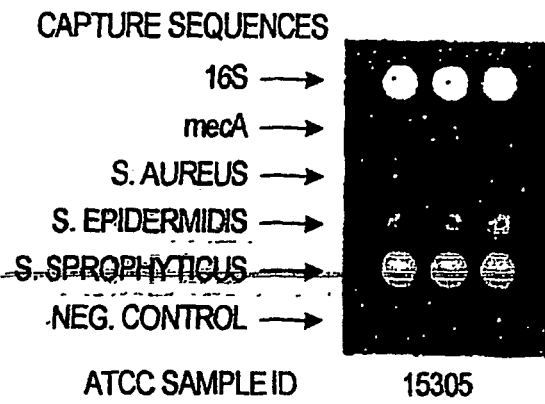 CAPTURE SEQUENCES
16S
mecA
S. AUREUS
S. EPIDERMIDIS
S. SPROPHYTICUS
NEG. CONTROL
ATCC SAMPLE ID 15305